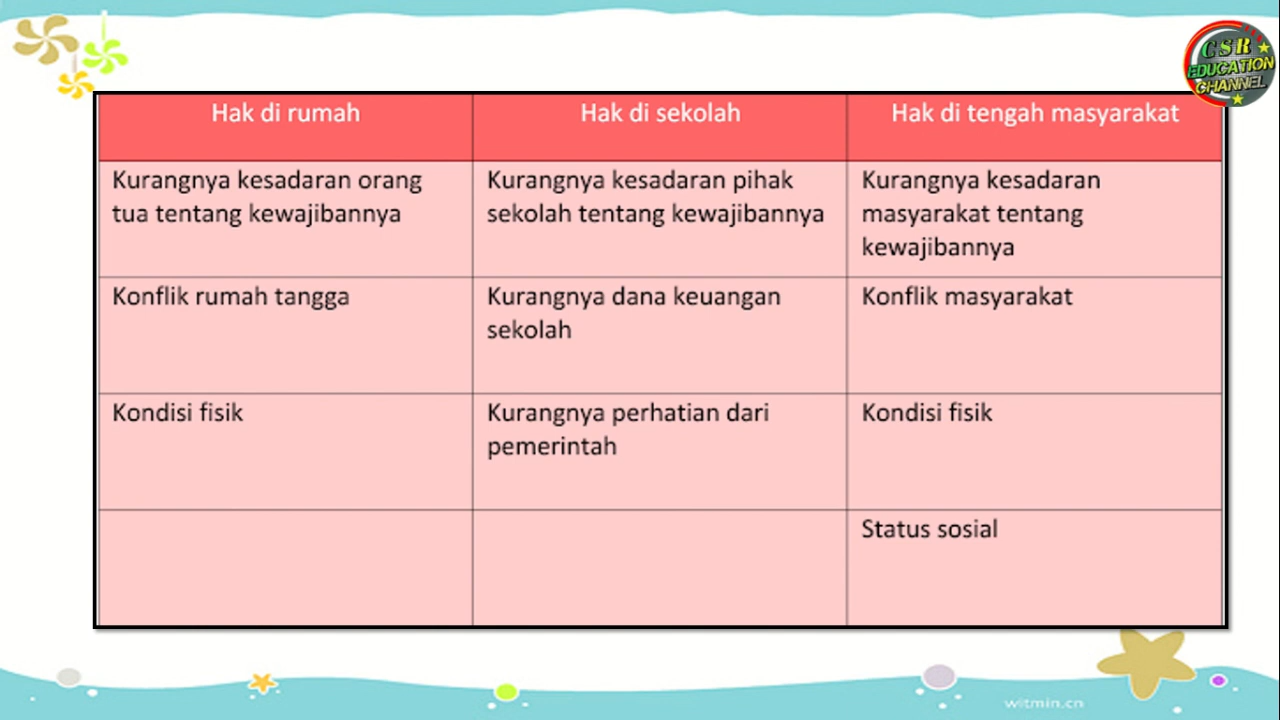 CSR
EDUCATION
CHANNEL
Hak di rumah
Hak di sekolah
Hak di tengah masyarakat
Kurangnya kesadaran orang
tua tentang kewajibannya
Kurangnya kesadaran pihak
sekolah tentang kewajibannya
Kurangnya kesadaran
masyarakat tentang
kewajibannya
Konflik rumah tangga
Kurangnya dana keuangan
sekolah
Konflik masyarakat
Kondisi fisik
Kurangnya perhatian dari
pemerintah
Kondisi fisik
Status sosial
witmin.cn